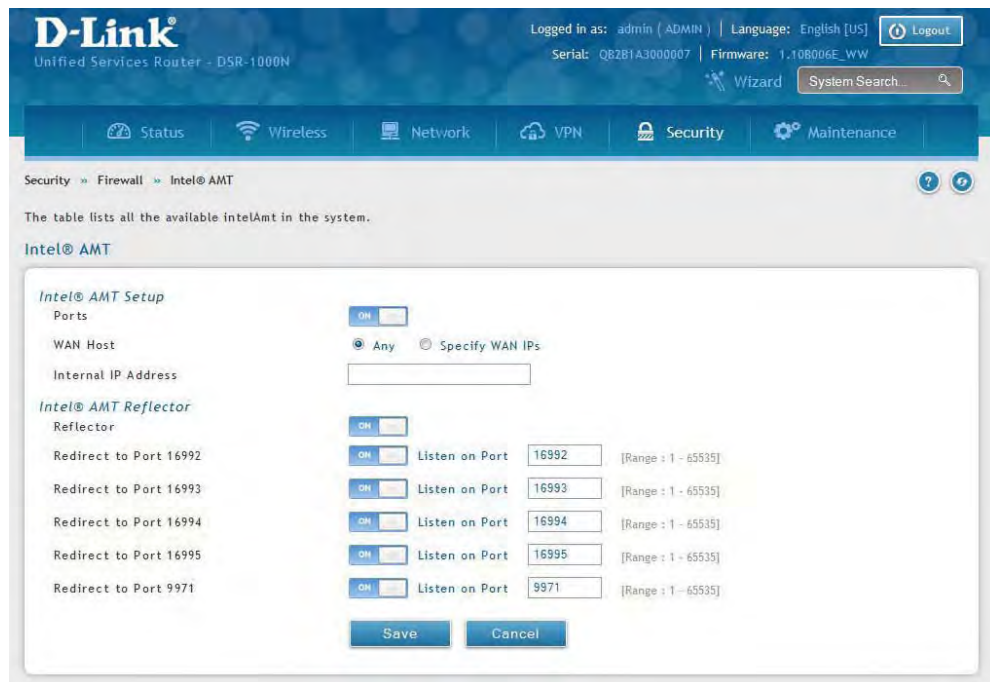 D-Link
Unified Services Router - DSR-1000N
Logged in as: admin ( ADMIN ) | Language: English [US]
Logout
Serial: QB2B1A3000007 | Firmware: 1.10B006E_WW
Wizard
System Search...
Status
Wireless
Network
VPN
Security
Maintenance
Security » Firewall » Intel® AMT
The table lists all the available intelAmt in the system.
Intel® AMT
Intel® AMT Setup
Ports ON
WAN Host Any Specify WAN IPs
Internal IP Address
Intel® AMT Reflector
Reflector ON
Redirect to Port 16992 ON Listen on Port 16992 [Range : 1 - 65535]
Redirect to Port 16993 ON Listen on Port 16993 [Range : 1 - 65535]
Redirect to Port 16994 ON Listen on Port 16994 [Range : 1 - 65535]
Redirect to Port 16995 ON Listen on Port 16995 [Range : 1 - 65535]
Redirect to Port 9971 ON Listen on Port 9971 [Range : 1 - 65535]
Save Cancel